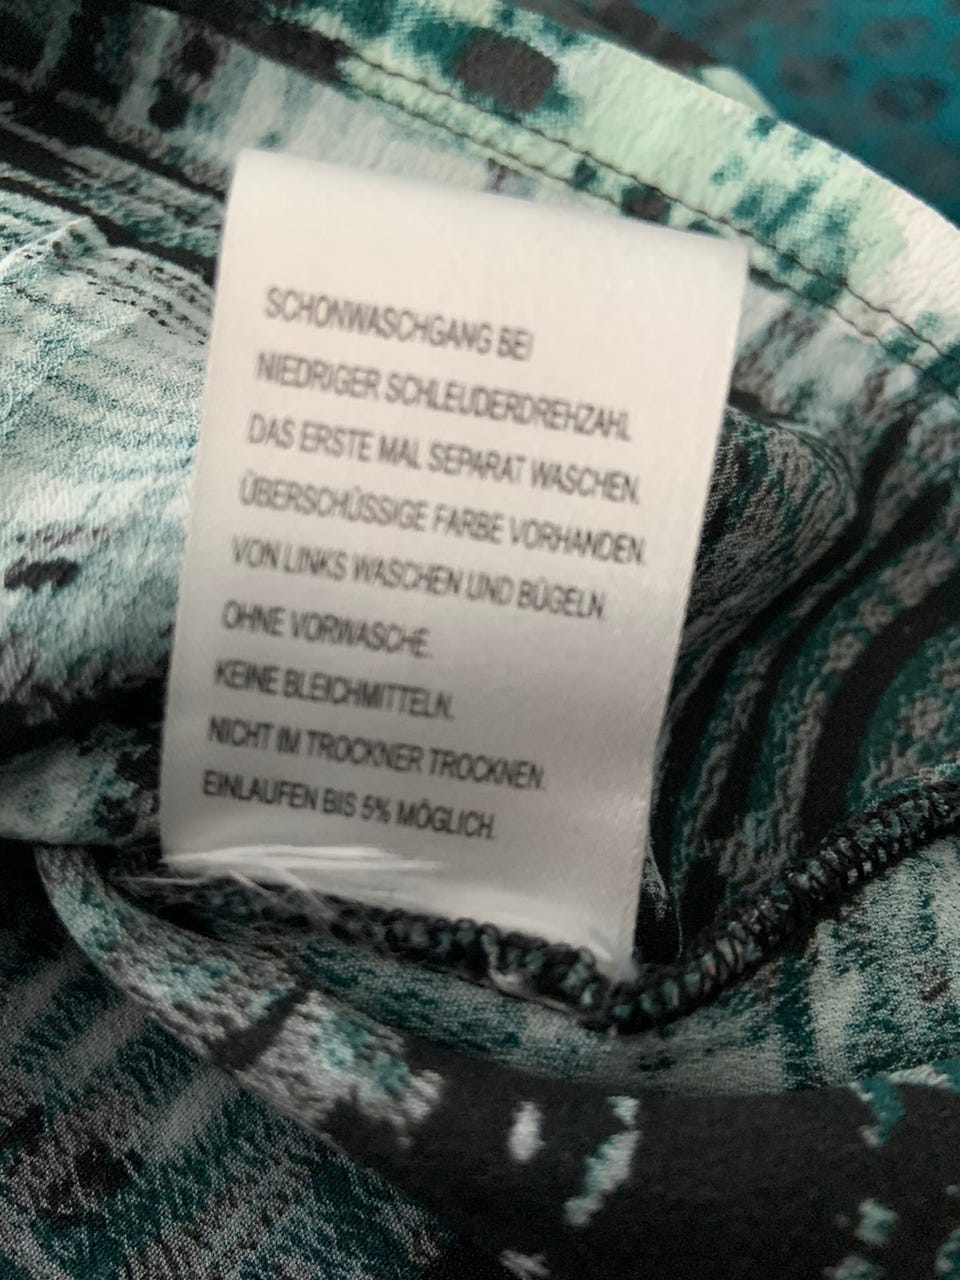 SCHONWASCHGANG BEI
NIEDRIGER SCHLEUDERDREHZAHL
DAS ERSTE MAL SEPARAT WASCHEN.
ÜBERSCHÜSSIGE FARBE VORHANDEN.
VON LINKS WASCHEN UND BÜGELN.
OHNE VORWASCHE.
KEINE BLEICHMITTELN.
NICHT IM TROCKNER TROCKNEN.
EINLAUFEN BIS 5% MÖGLICH.